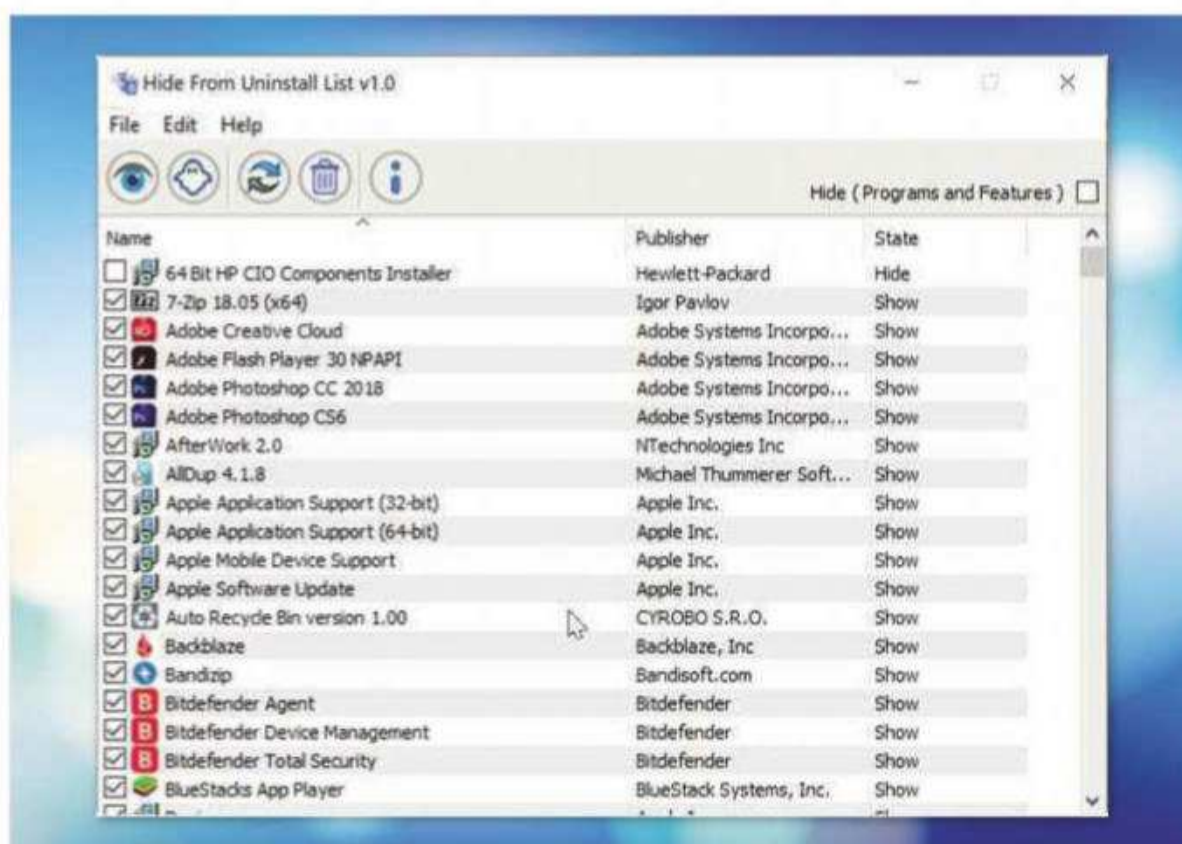 Hide From Uninstall List v1.0
File Edit Help
Hide ( Programs and Features )
Name Publisher State
64 Bit HP CIO Components Installer Hewlett-Packard Hide
7-Zip 18.05 (x64) Igor Pavlov Show
Adobe Creative Cloud Adobe Systems Incorpo... Show
Adobe Flash Player 30 NPAPI Adobe Systems Incorpo... Show
Adobe Photoshop CC 2018 Adobe Systems Incorpo... Show
Adobe Photoshop CS6 Adobe Systems Incorpo... Show
AfterWork 2.0 NTechnologies Inc Show
AllDup 4.1.8 Michael Thummerer Soft... Show
Apple Application Support (32-bit) Apple Inc. Show
Apple Application Support (64-bit) Apple Inc. Show
Apple Mobile Device Support Apple Inc. Show
Apple Software Update Apple Inc. Show
Auto Recycle Bin version 1.00 CYROBO S.R.O. Show
Backblaze Backblaze, Inc Show
Bandizip Bandisoft.com Show
Bitdefender Agent Bitdefender Show
Bitdefender Device Management Bitdefender Show
Bitdefender Total Security Bitdefender Show
BlueStacks App Player BlueStack Systems, Inc. Show